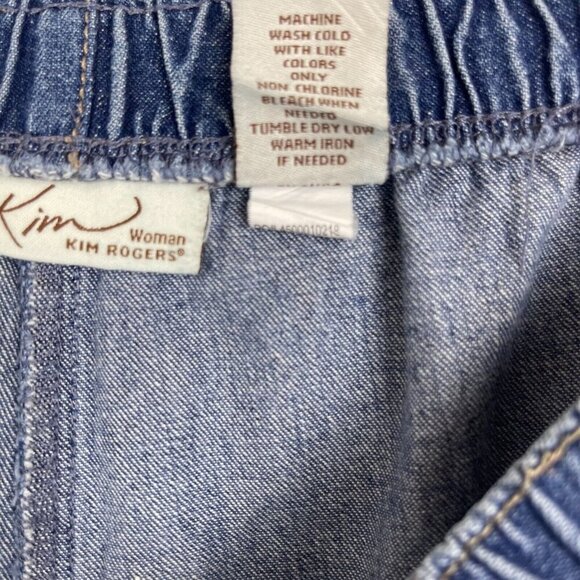 MACHINE
WASH COLD
WITH LIKE
COLORS
ONLY
NON CHLORINE
BLEACH WHEN
NEEDED
TUMBLE DRY LOW
WARM IRON
IF NEEDED
Kim
Woman
KIM ROGERS®
4500010218